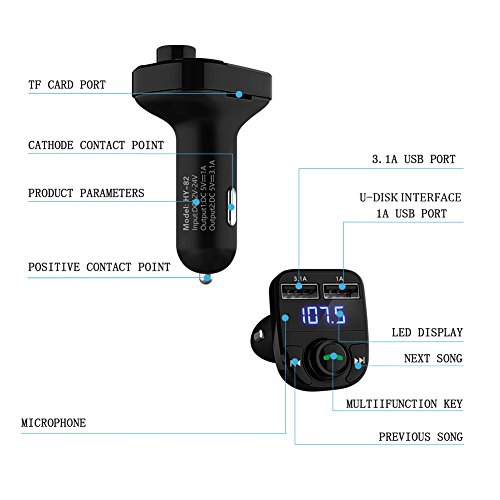 TF CARD PORT
CATHODE CONTACT POINT
PRODUCT PARAMETERS
POSITIVE CONTACT POINT
Model: HY-82
Input:DC12V-24V
Output1:DC 5V⎓1A
Output2:DC 5V⎓3.1A
3.1A USB PORT
U-DISK INTERFACE
1A USB PORT
3.1A
1A
107.5
LED DISPLAY
NEXT SONG
MULTIIFUNCTION KEY
MICROPHONE
PREVIOUS SONG